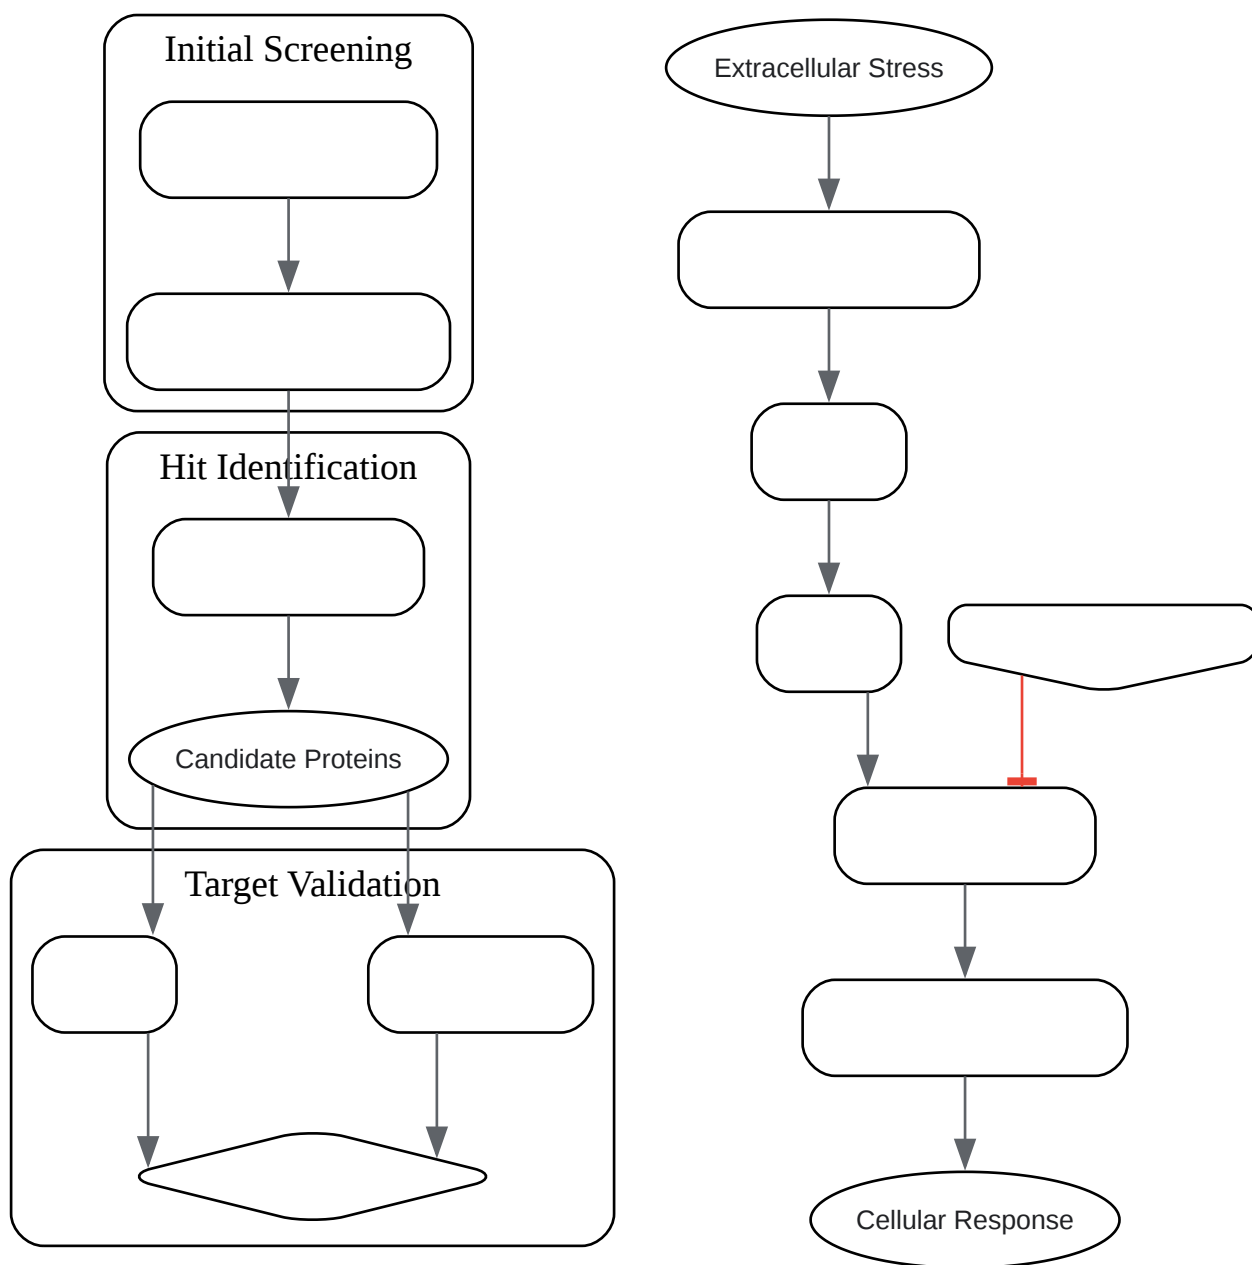 Initial Screening
Hit Identification
Candidate Proteins
Target Validation
Extracellular Stress
Cellular Response